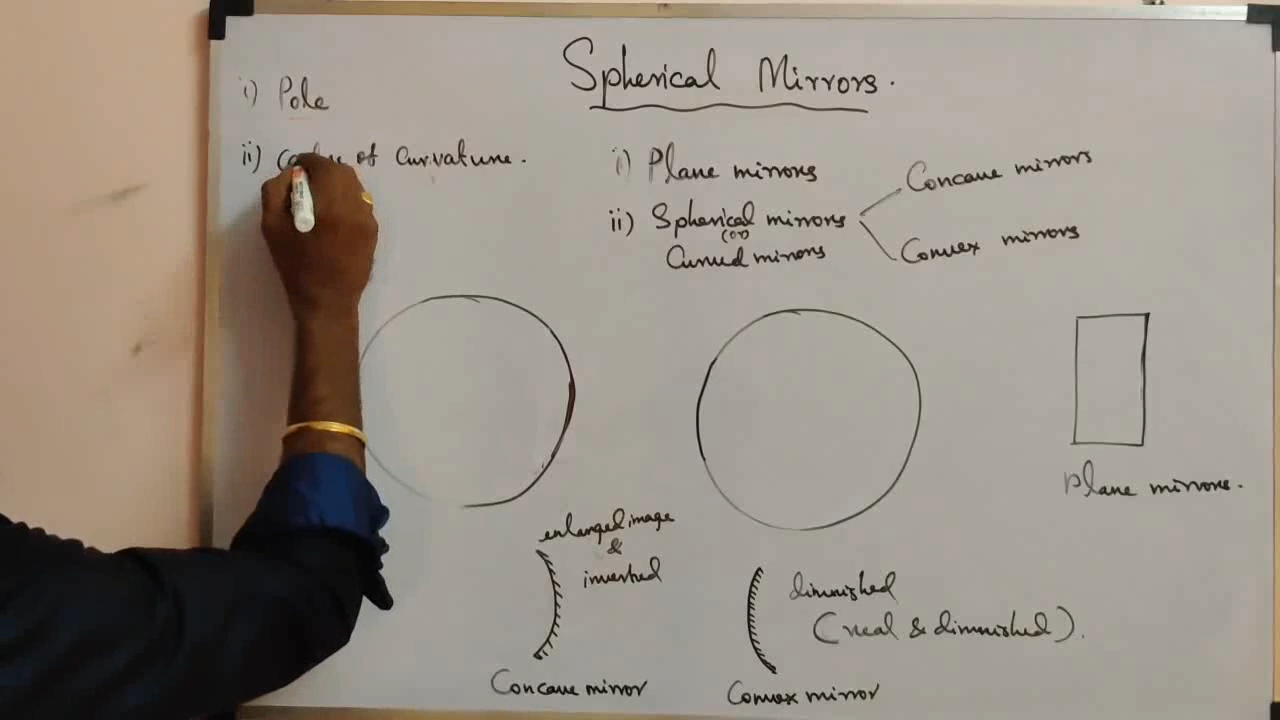 Spherical Mirrors.
i) Pole
ii) of Curvature.
i) Plane mirrors
ii) Spherical mirrors
(or)
Curved mirrors
Concave mirrors
Convex mirrors
Plane mirrors.
enlarged image
&
inverted
Concave mirror
diminished
(real & diminished).
Convex mirror